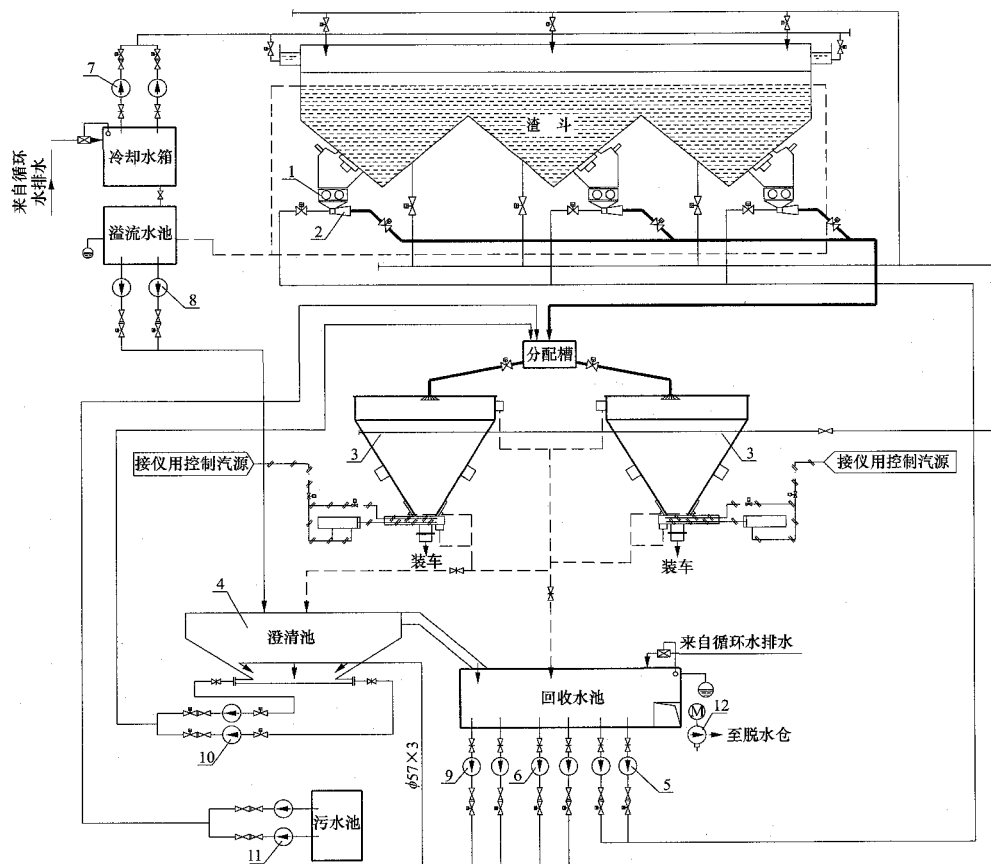 7
冷却水箱
来自循环
水排水
溢流水池
8
渣斗
1
2
分配槽
3
3
接仪用控制汽源
接仪用控制汽源
装车
装车
4
澄清池
来自循环水排水
回收水池
M
12
至脱水仓
10
9
6
5
ϕ57×3
污水池
11